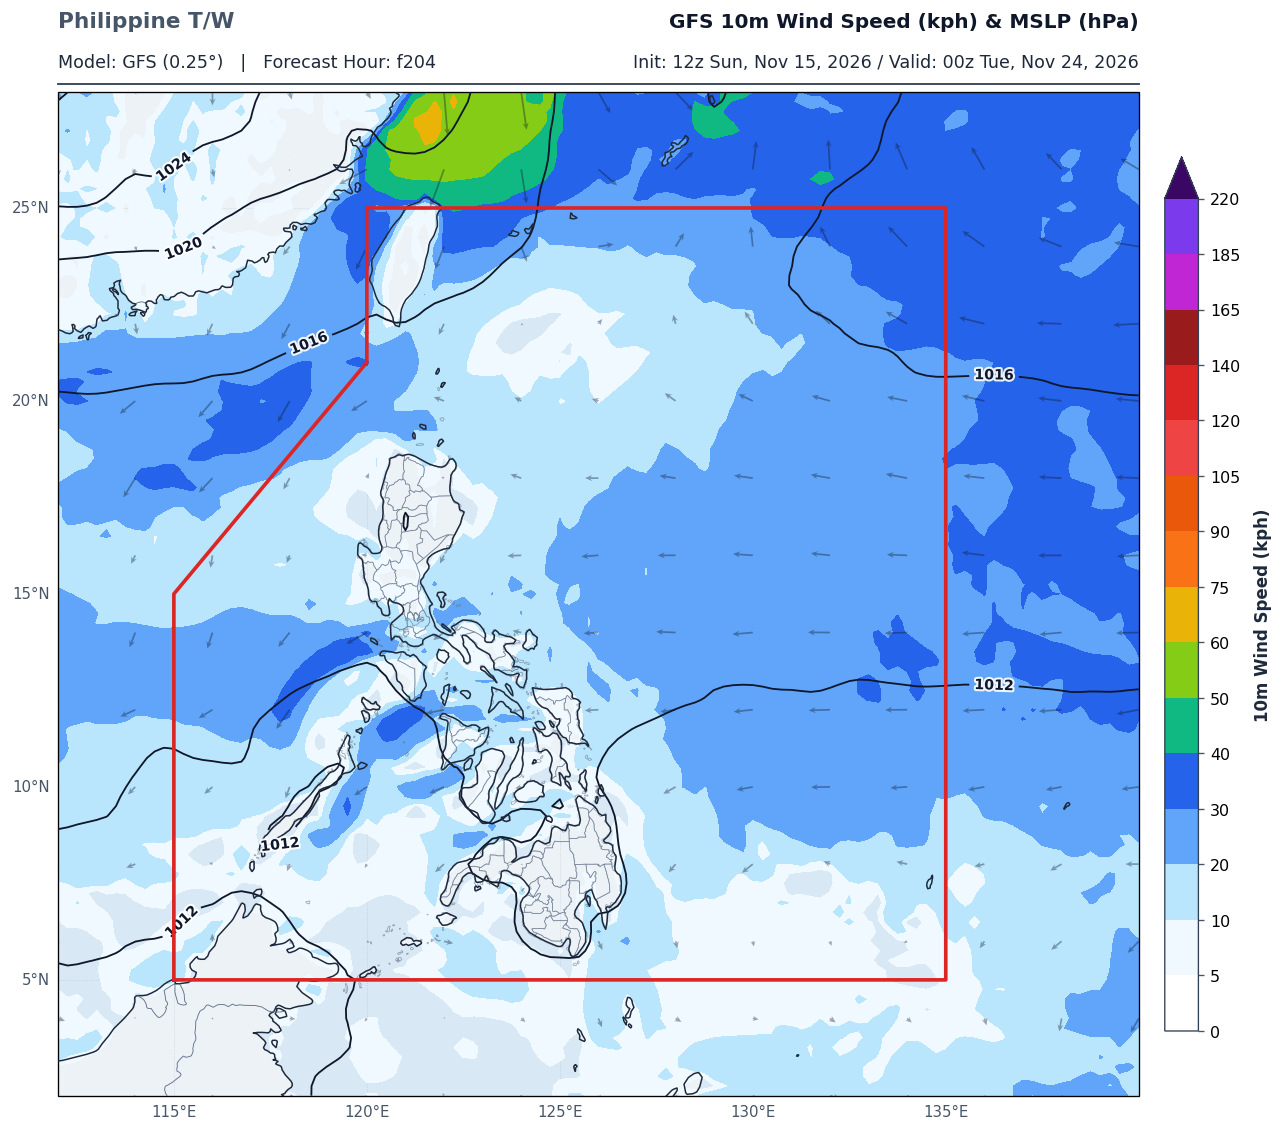 Philippine T/W
GFS 10m Wind Speed (kph) & MSLP (hPa)
Model: GFS (0.25°) | Forecast Hour: f204
Init: 12z Sun, Nov 15, 2026 / Valid: 00z Tue, Nov 24, 2026
1024
1020
1016
1016
1012
1012
1012
25°N
20°N
15°N
10°N
5°N
115°E
120°E
125°E
130°E
135°E
220
185
165
140
120
105
90
75
60
50
40
30
20
10
5
0
10m Wind Speed (kph)